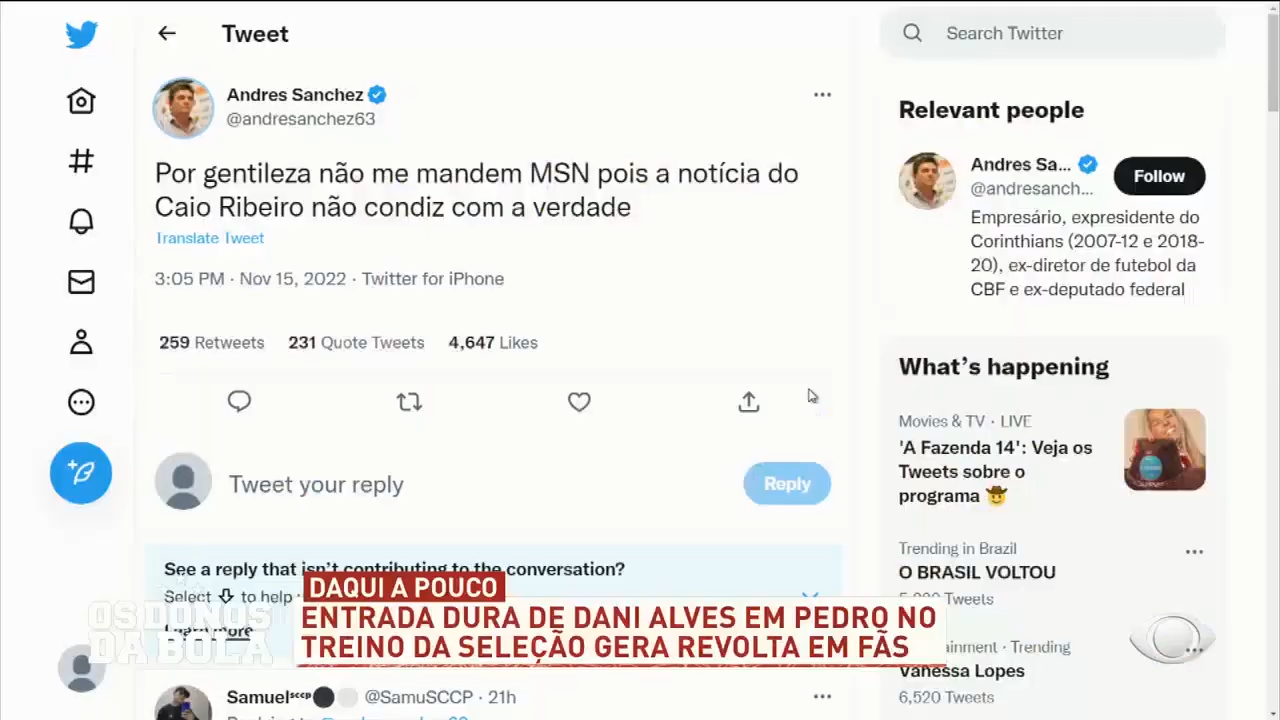 Tweet
Search Twitter
Andres Sanchez
@andresanchez63
Por gentileza não me mandem MSN pois a notícia do
Caio Ribeiro não condiz com a verdade
Translate Tweet
3:05 PM · Nov 15, 2022 · Twitter for iPhone
259 Retweets 231 Quote Tweets 4,647 Likes
Tweet your reply
Reply
See a reply that isn't contributing to the conversation?
Select to help
Learn more
Samuel sccp @SamuSCCP · 21h
Relevant people
Andres Sa...
@andresanch...
Follow
Empresário, expresidente do
Corinthians (2007-12 e 2018-
20), ex-diretor de futebol da
CBF e ex-deputado federal
What's happening
Movies & TV · LIVE
'A Fazenda 14': Veja os
Tweets sobre o
programa 🤠
Trending in Brazil
O BRASIL VOLTOU
Tweets
· Trending
Vanessa Lopes
6,520 Tweets
OS DONOS
DA BOLA
DAQUI A POUCO
ENTRADA DURA DE DANI ALVES EM PEDRO NO
TREINO DA SELEÇÃO GERA REVOLTA EM FÃS